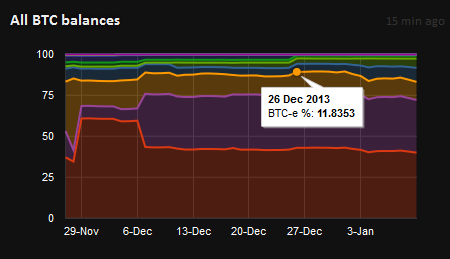 All BTC balances
15 min ago
100
75
50
25
0
26 Dec 2013
BTC-e %: 11.8353
29-Nov 6-Dec 13-Dec 20-Dec 27-Dec 3-Jan